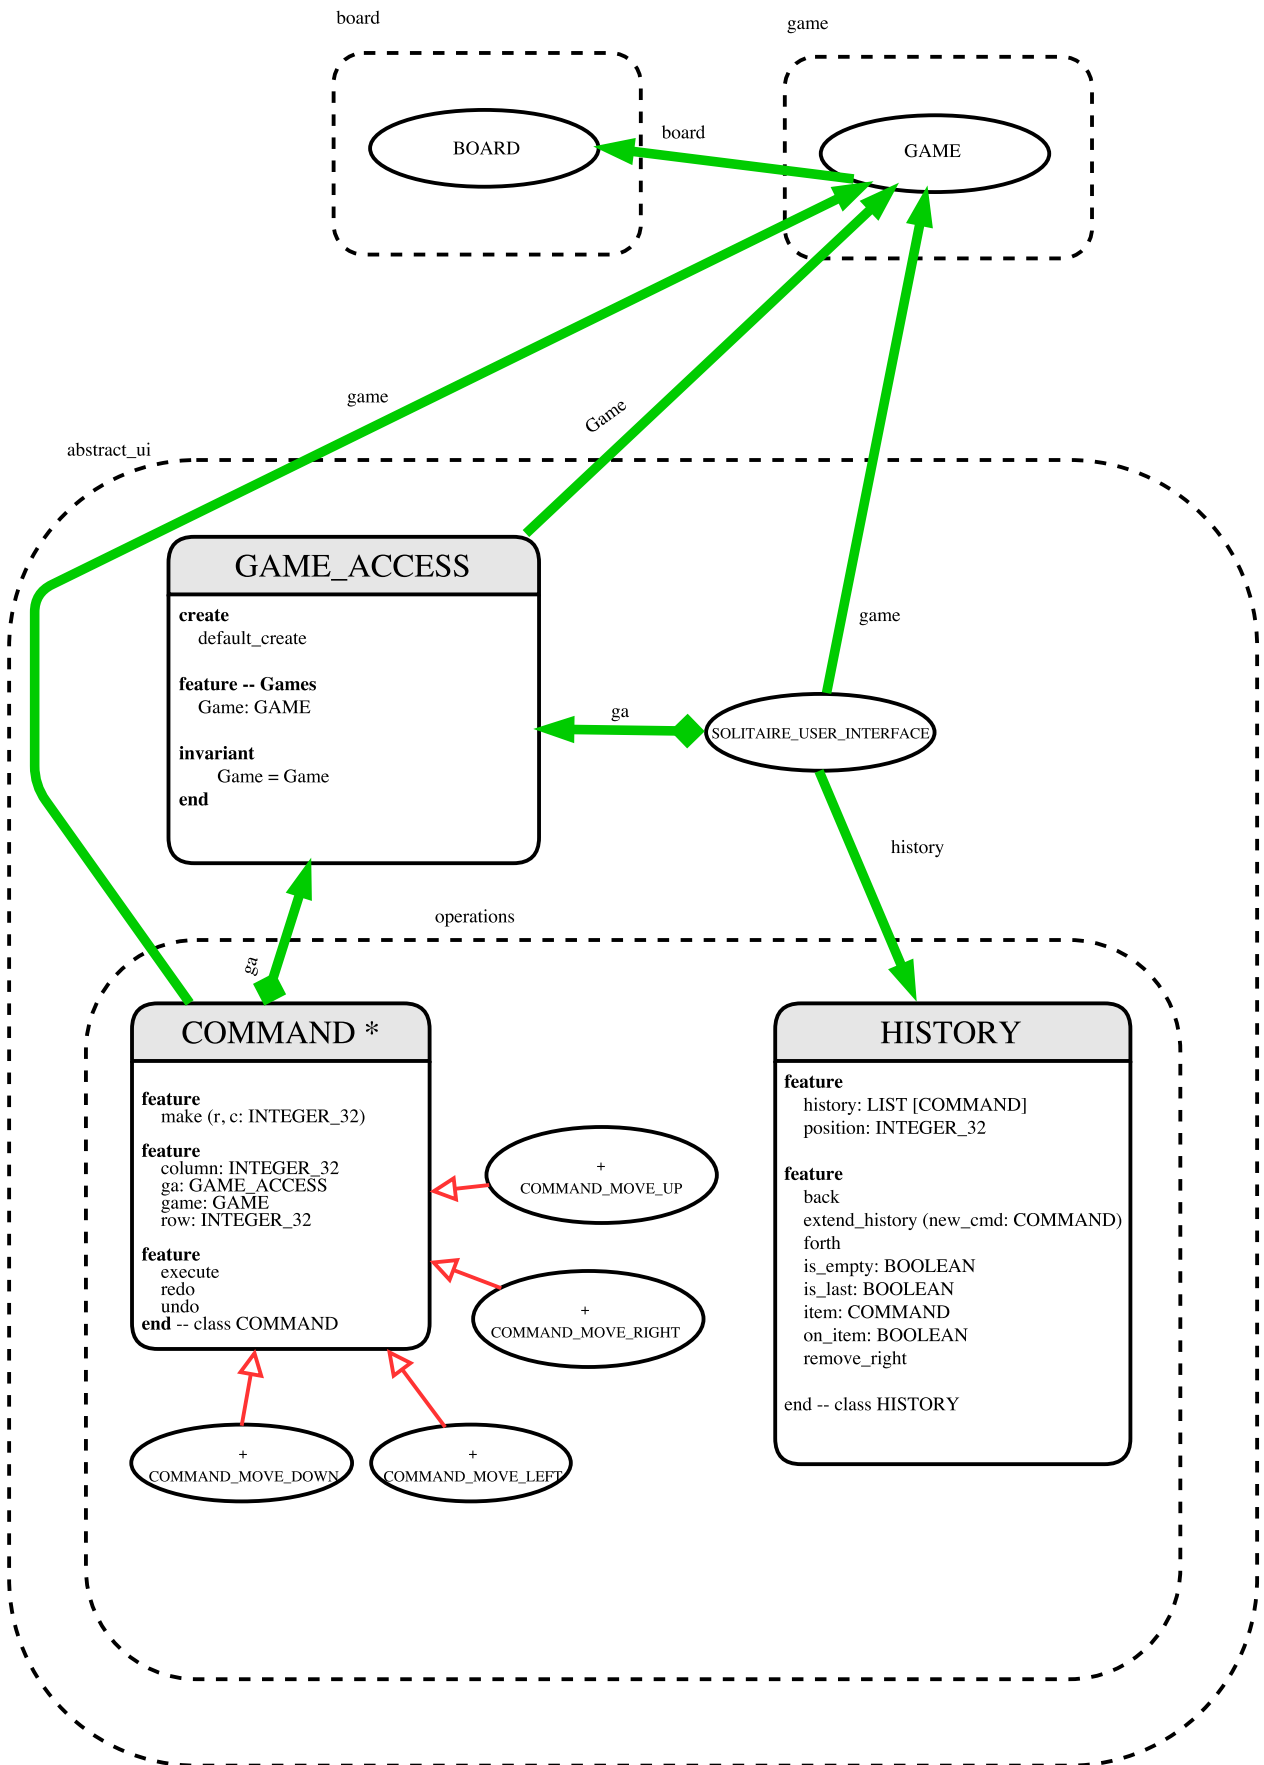 board
game
BOARD
board
GAME
game
Game
abstract_ui
GAME_ACCESS
create
default_create
feature -- Games
Game: GAME
invariant
Game = Game
end
game
ga
SOLITAIRE_USER_INTERFACE
history
operations
ga
COMMAND *
feature
make (r, c: INTEGER_32)
feature
column: INTEGER_32
ga: GAME_ACCESS
game: GAME
row: INTEGER_32
feature
execute
redo
undo
end -- class COMMAND
+
COMMAND_MOVE_UP
+
COMMAND_MOVE_RIGHT
+
COMMAND_MOVE_DOWN
+
COMMAND_MOVE_LEFT
HISTORY
feature
history: LIST [COMMAND]
position: INTEGER_32
feature
back
extend_history (new_cmd: COMMAND)
forth
is_empty: BOOLEAN
is_last: BOOLEAN
item: COMMAND
on_item: BOOLEAN
remove_right
end -- class HISTORY